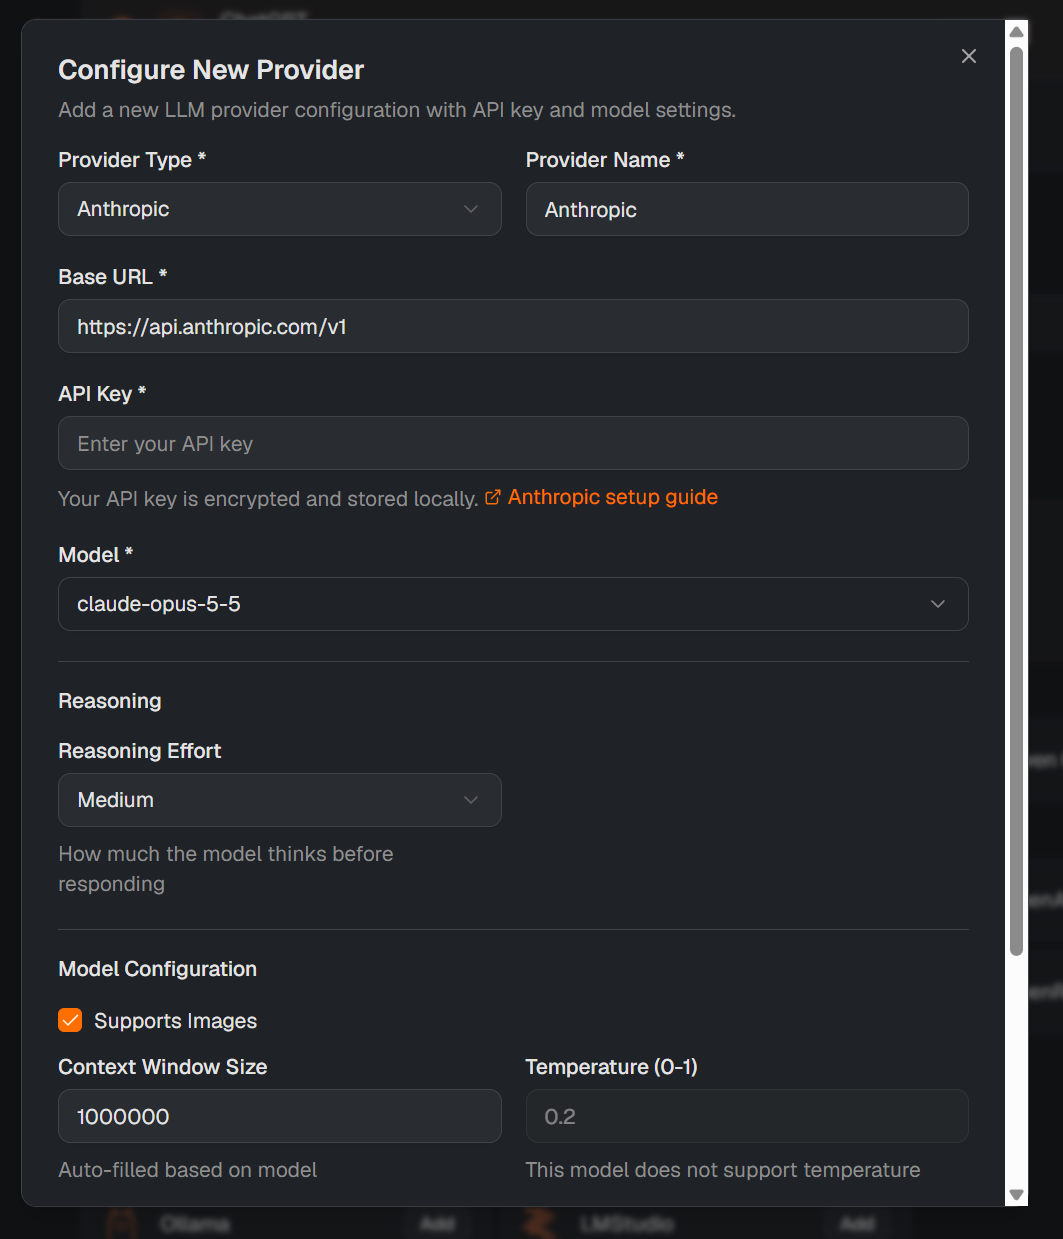 Configure New Provider
Add a new LLM provider configuration with API key and model settings.
Provider Type *
Provider Name *
Anthropic
Anthropic
Base URL *
https://api.anthropic.com/v1
API Key *
Enter your API key
Your API key is encrypted and stored locally. Anthropic setup guide
Model *
claude-opus-5-5
Reasoning
Reasoning Effort
Medium
How much the model thinks before
responding
Model Configuration
Supports Images
Context Window Size
Temperature (0-1)
1000000
0.2
Auto-filled based on model
This model does not support temperature
Ollama
Add
LMStudio
Add